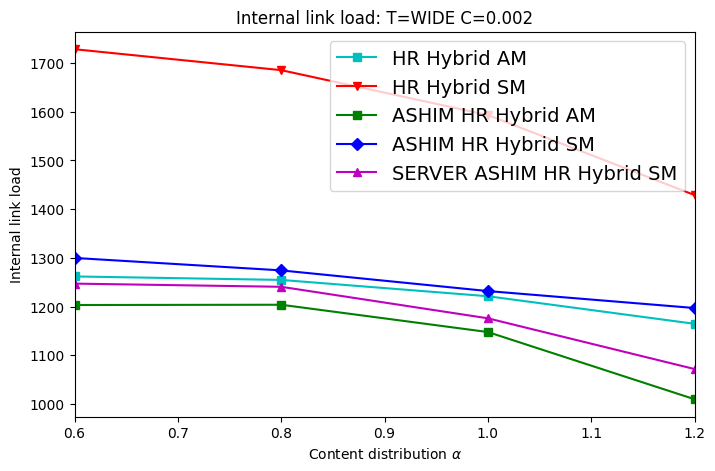 Internal link load: T=WIDE C=0.002
HR Hybrid AM
HR Hybrid SM
ASHIM HR Hybrid AM
ASHIM HR Hybrid SM
SERVER ASHIM HR Hybrid SM
Internal link load
1700
1600
1500
1400
1300
1200
1100
1000
0.6 0.7 0.8 0.9 1.0 1.1 1.2
Content distribution α